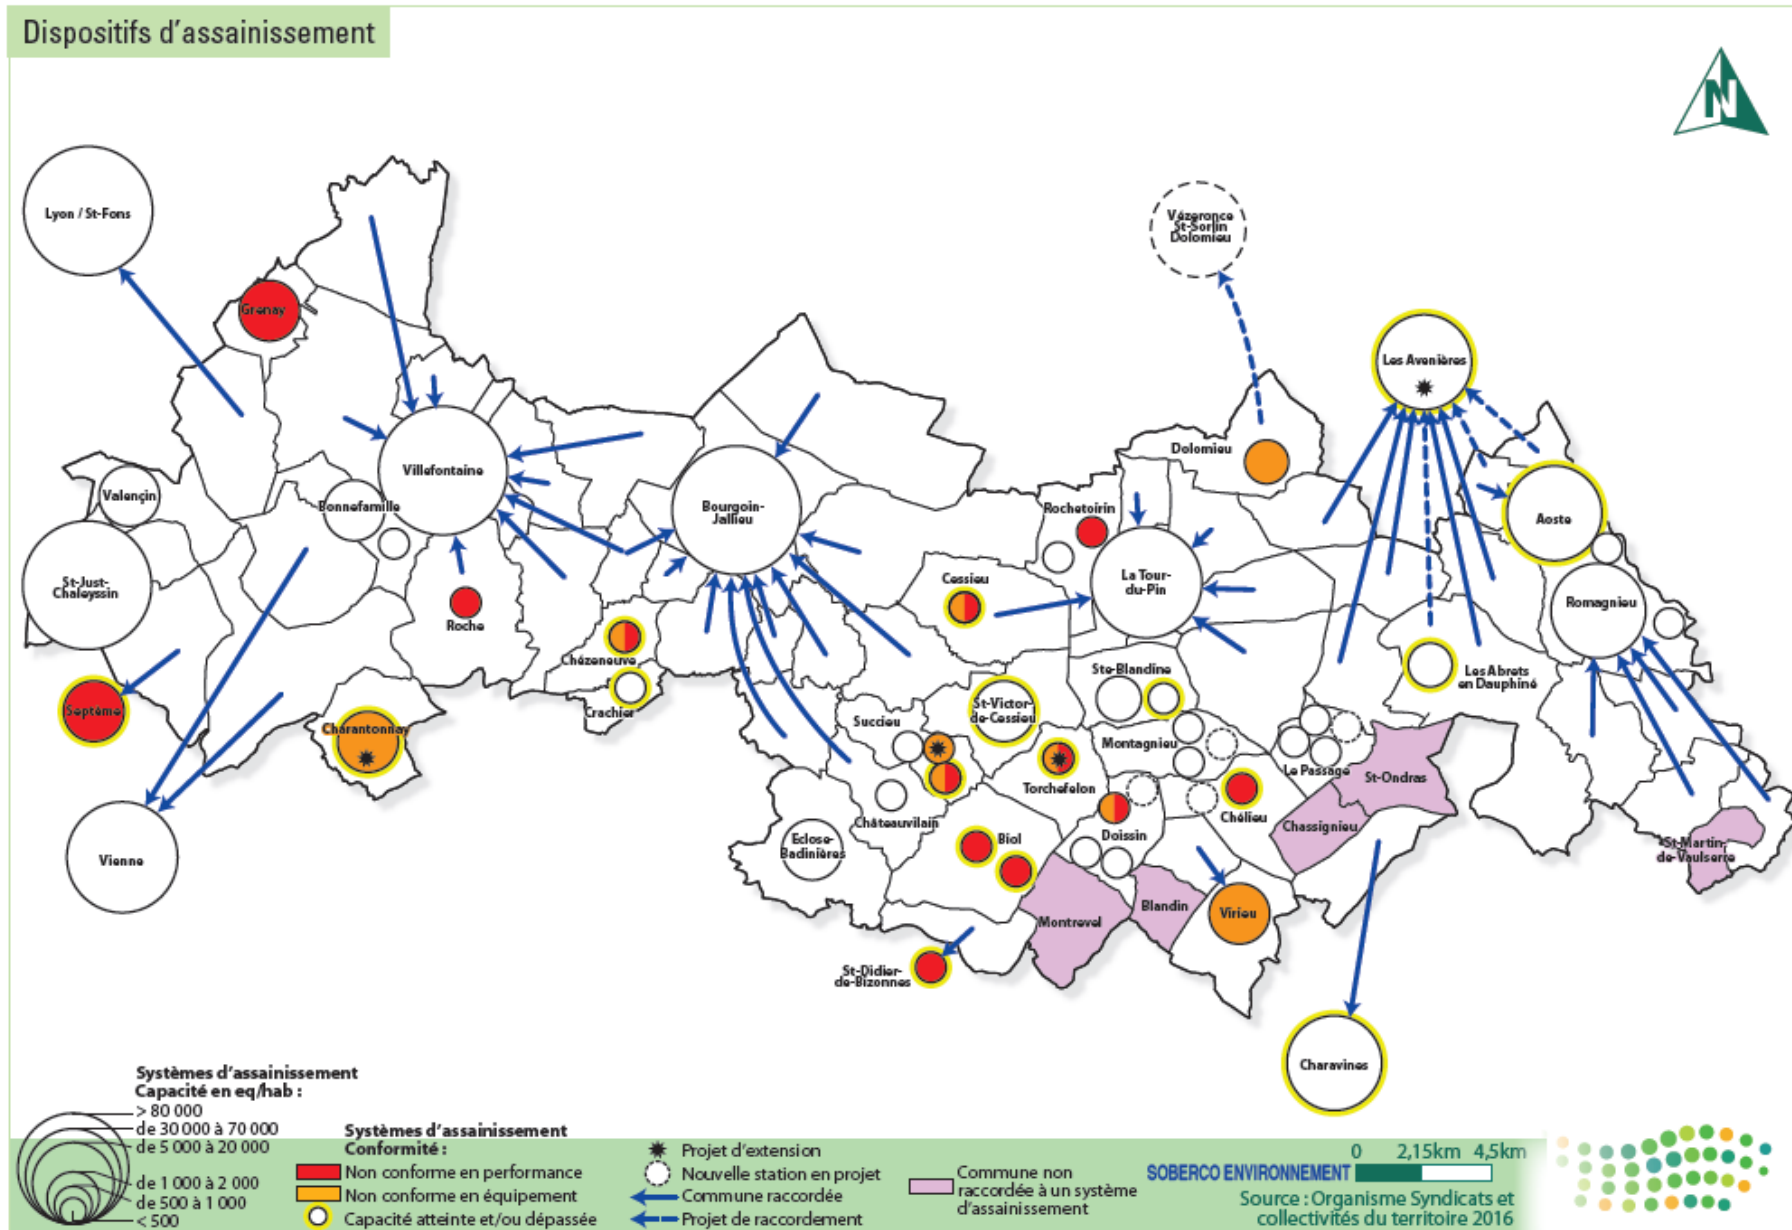 Dispositifs d'assainissement
N
Lyon / St-Fons
Vézeronce
St-Sorlin
Dolomieu
Grenay
Les Avenières
Villefontaine
Dolomieu
Valençin
Bonnefamille
Bourgoin-
Jallieu
Rochetoirin
Aoste
St-Just-
Chaleyssin
Cessieu
La Tour-
du-Pin
Romagnieu
Roche
Chézeneuve
Ste-Blandine
Les Abrets
en Dauphiné
Septème
Crachier
St-Victor-
de-Cessieu
Charantonnay
Succieu
Montagnieu
Le Passage
St-Ondras
Torchefelon
Châteauvilain
Chélieu
Chassignieu
Vienne
Eclose-
Badinières
Biol
Doissin
St-Martin-
de-Vaulserre
Montrevel
Blandin
Virieu
St-Didier-
de-Bizonnes
Charavines
Systèmes d'assainissement
Capacité en eq/hab :
> 80 000
de 30 000 à 70 000
de 5 000 à 20 000
de 1 000 à 2 000
de 500 à 1 000
< 500
Systèmes d'assainissement
Conformité :
Non conforme en performance
Non conforme en équipement
Capacité atteinte et/ou dépassée
Projet d'extension
Nouvelle station en projet
Commune raccordée
Projet de raccordement
Commune non
raccordée à un système
d'assainissement
0 2,15km 4,5km
SOBERCO ENVIRONNEMENT
Source : Organisme Syndicats et
collectivités du territoire 2016